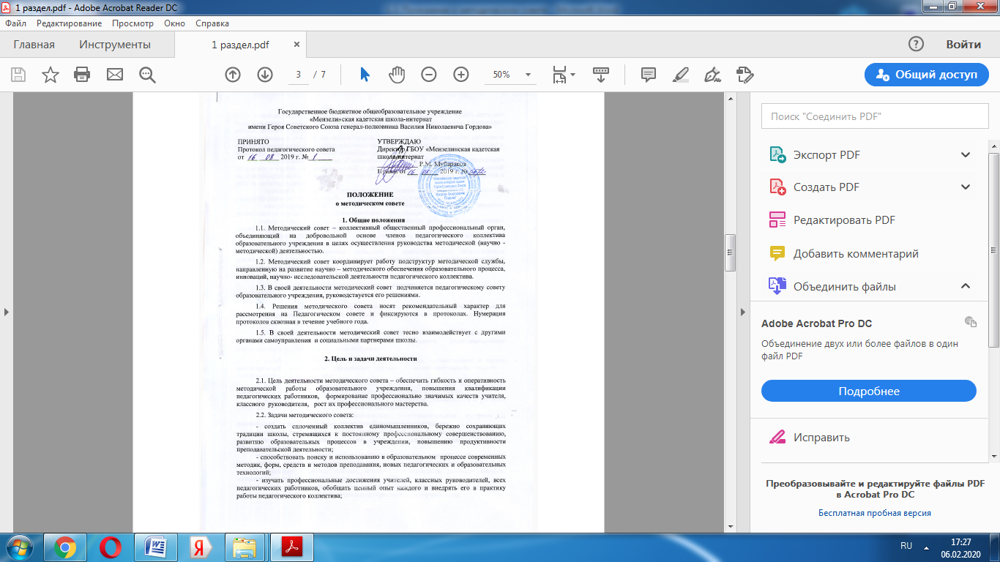 1 раздел.pdf - Adobe Acrobat Reader DC
Файл Редактирование Просмотр Окно Справка
Главная Инструменты 1 раздел.pdf × Войти
3 / 7 50% Общий доступ
Государственное бюджетное общеобразовательное учреждение
«Мензелинская кадетская школа-интернат
имени Героя Советского Союза генерал-полковника Василия Николаевича Гордова»
ПРИНЯТО
Протокол педагогического совета
от 16 08 2019 г. № 1
УТВЕРЖДАЮ
Директор ГБОУ «Мензелинская кадетская
школа-интернат
Р.М. Мубараков
от 16 2019 г. №
ПОЛОЖЕНИЕ
о методическом совете
1. Общие положения
1.1. Методический совет – коллективный общественный профессиональный орган,
объединяющий на добровольной основе членов педагогического коллектива
образовательного учреждения в целях осуществления руководства методической (научно -
методической) деятельностью.
1.2. Методический совет координирует работу подструктур методической службы,
направленную на развитие научно – методического обеспечения образовательного процесса,
инноваций, научно- исследовательской деятельности педагогического коллектива.
1.3. В своей деятельности методический совет подчиняется педагогическому совету
образовательного учреждения, руководствуется его решениями.
1.4. Решения методического совета носят рекомендательный характер для
рассмотрения на Педагогическом совете и фиксируются в протоколах. Нумерация
протоколов сквозная в течение учебного года.
1.5. В своей деятельности методический совет тесно взаимодействует с другими
органами самоуправления и социальными партнерами школы.
2. Цель и задачи деятельности
2.1. Цель деятельности методического совета – обеспечить гибкость и оперативность
методической работы образовательного учреждения, повышения квалификации
педагогических работников, формирование профессионально значимых качеств учителя,
классного руководителя, рост их профессионального мастерства.
2.2. Задачи методического совета:
- создать сплоченный коллектив единомышленников, бережно сохраняющих
традиции школы, стремящихся к постоянному профессиональному совершенствованию,
развитию образовательных процессов в учреждении, повышению продуктивности
преподавательской деятельности;
- способствовать поиску и использованию в образовательном процессе современных
методик, форм, средств и методов преподавания, новых педагогических и образовательных
технологий;
- изучать профессиональные достижения учителей, классных руководителей, всех
педагогических работников, обобщать ценный опыт каждого и внедрять его в практику
работы педагогического коллектива;
Поиск "Соединить PDF"
Экспорт PDF
Создать PDF
Редактировать PDF
Добавить комментарий
Объединить файлы
Adobe Acrobat Pro DC
Объединение двух или более файлов в один
файл PDF
Подробнее
Исправить
Преобразовывайте и редактируйте файлы PDF
в Acrobat Pro DC
Бесплатная пробная версия
RU 17:27
06.02.2020